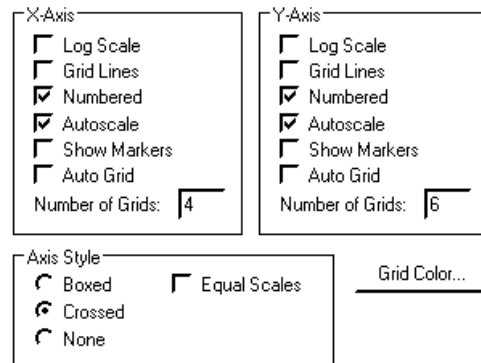 X-Axis
Log Scale
Grid Lines
Numbered
Autoscale
Show Markers
Auto Grid
Number of Grids: 4
Y-Axis
Log Scale
Grid Lines
Numbered
Autoscale
Show Markers
Auto Grid
Number of Grids: 6
Axis Style
Boxed
Equal Scales
Crossed
None
Grid Color...